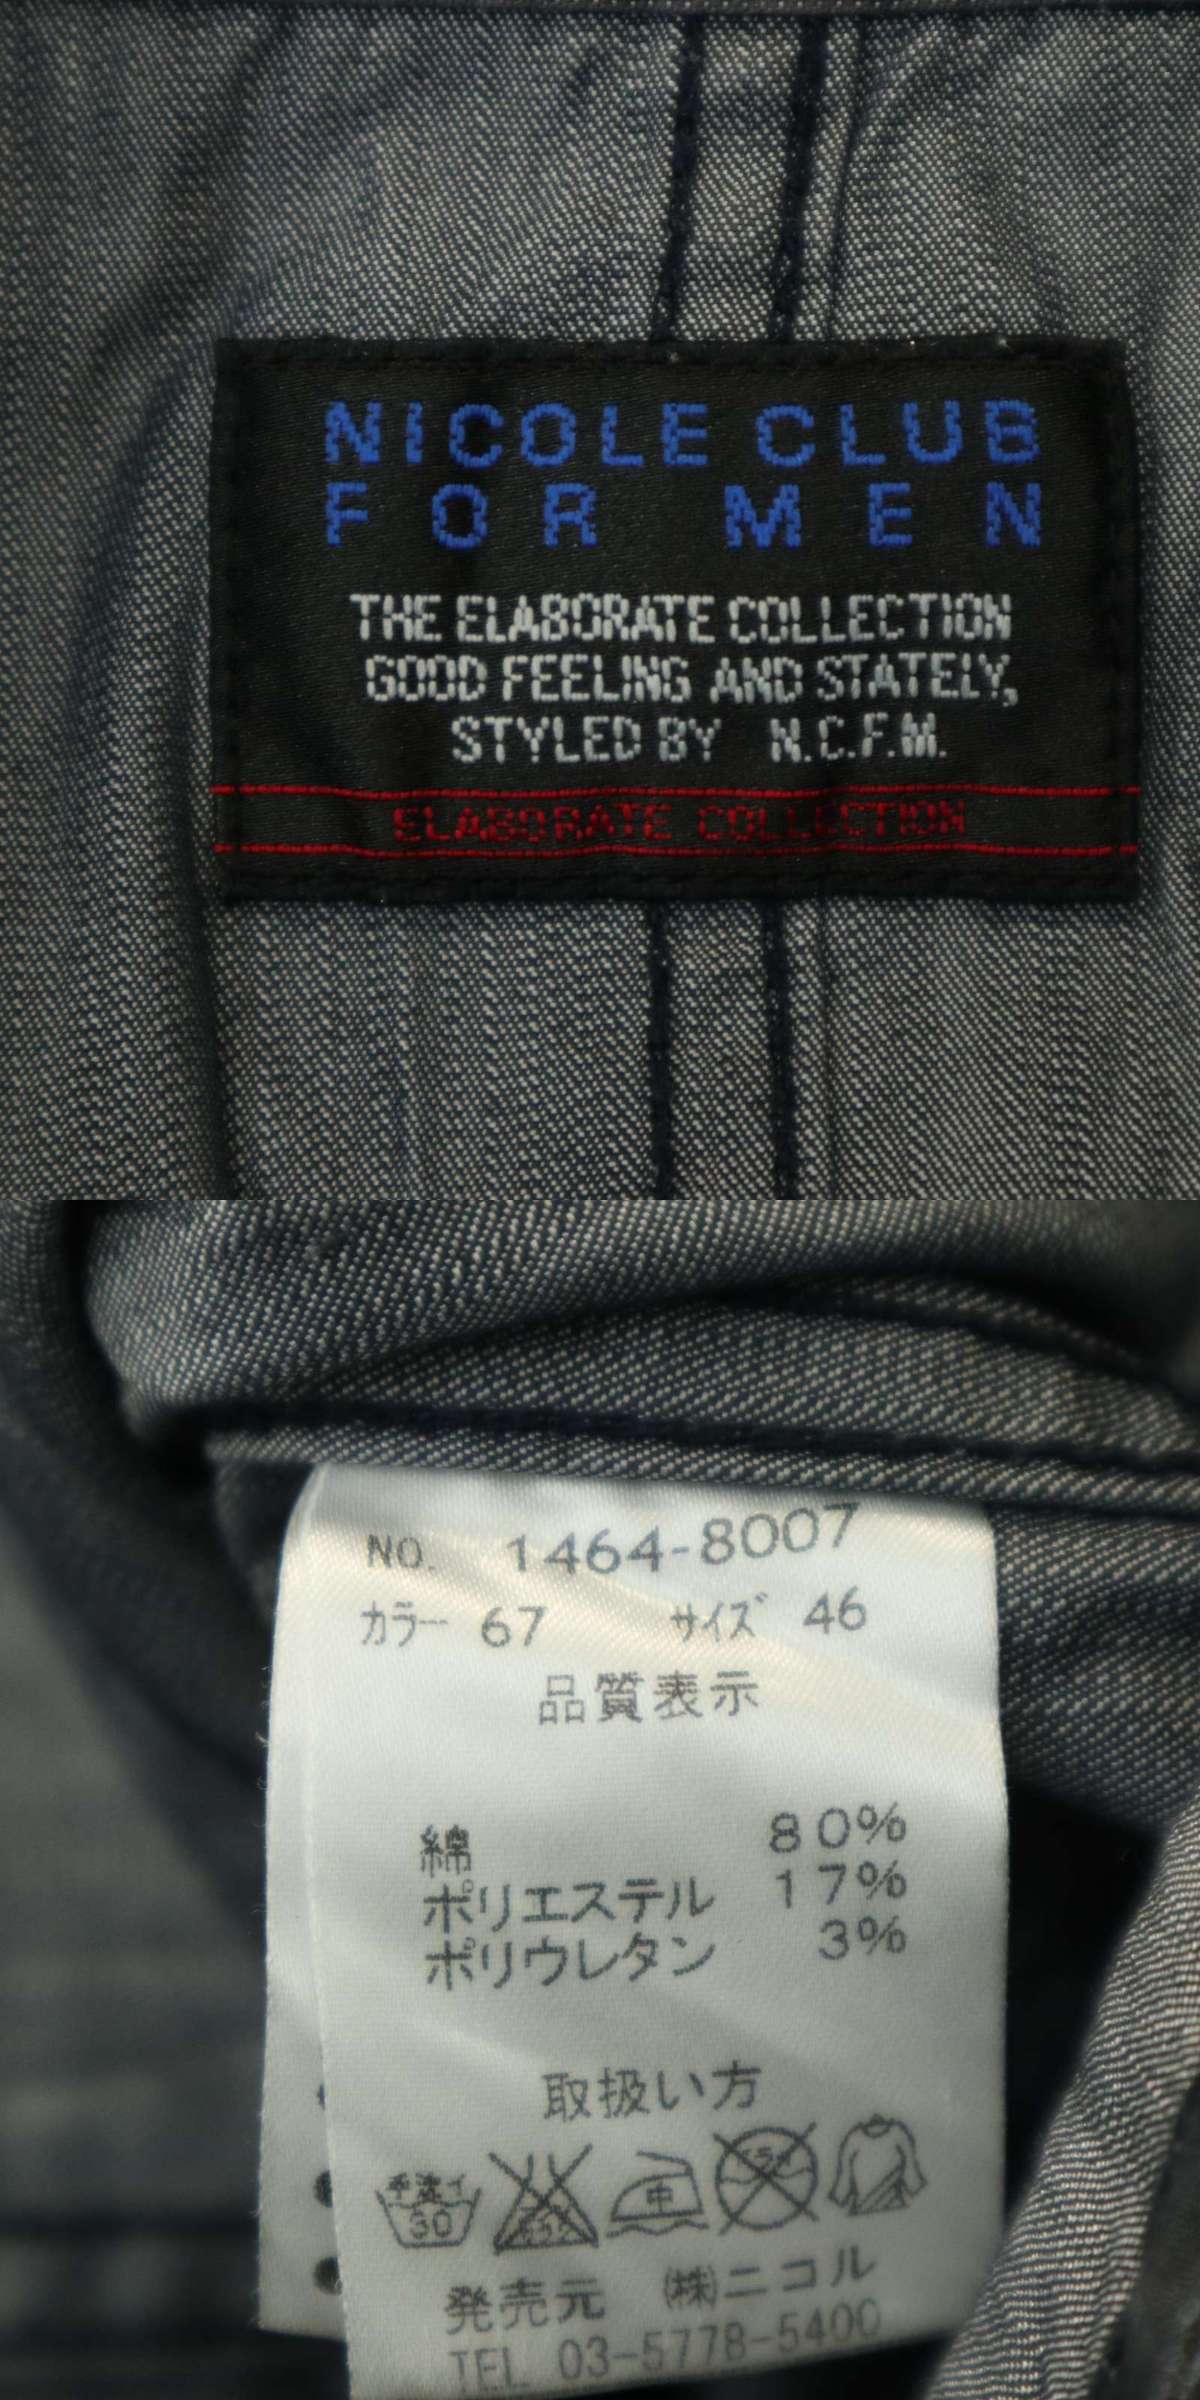 NICOLE CLUB
FOR MEN
THE ELABORATE COLLECTION
GOOD FEELING AND STATELY,
STYLED BY N.C.F.M.
ELABORATE COLLECTION
NO. 1464-8007
カラー 67 サイズ 46
品質表示
綿 80%
ポリエステル 17%
ポリウレタン 3%
取扱い方
手洗イ
30
中
発売元 ㈱ニコル
TEL 03-5778-5400